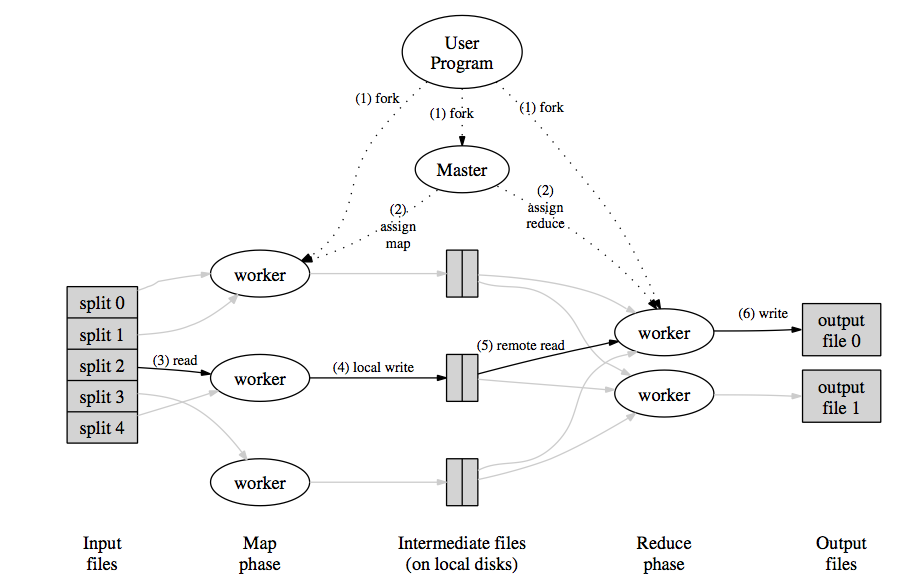 User
Program
(1) fork
(1) fork
(1) fork
Master
(2)
assign
map
(2)
assign
reduce
worker
split 0
split 1
split 2
split 3
split 4
(3) read
worker
(4) local write
(5) remote read
worker
(6) write
output
file 0
worker
output
file 1
worker
Input
files
Map
phase
Intermediate files
(on local disks)
Reduce
phase
Output
files